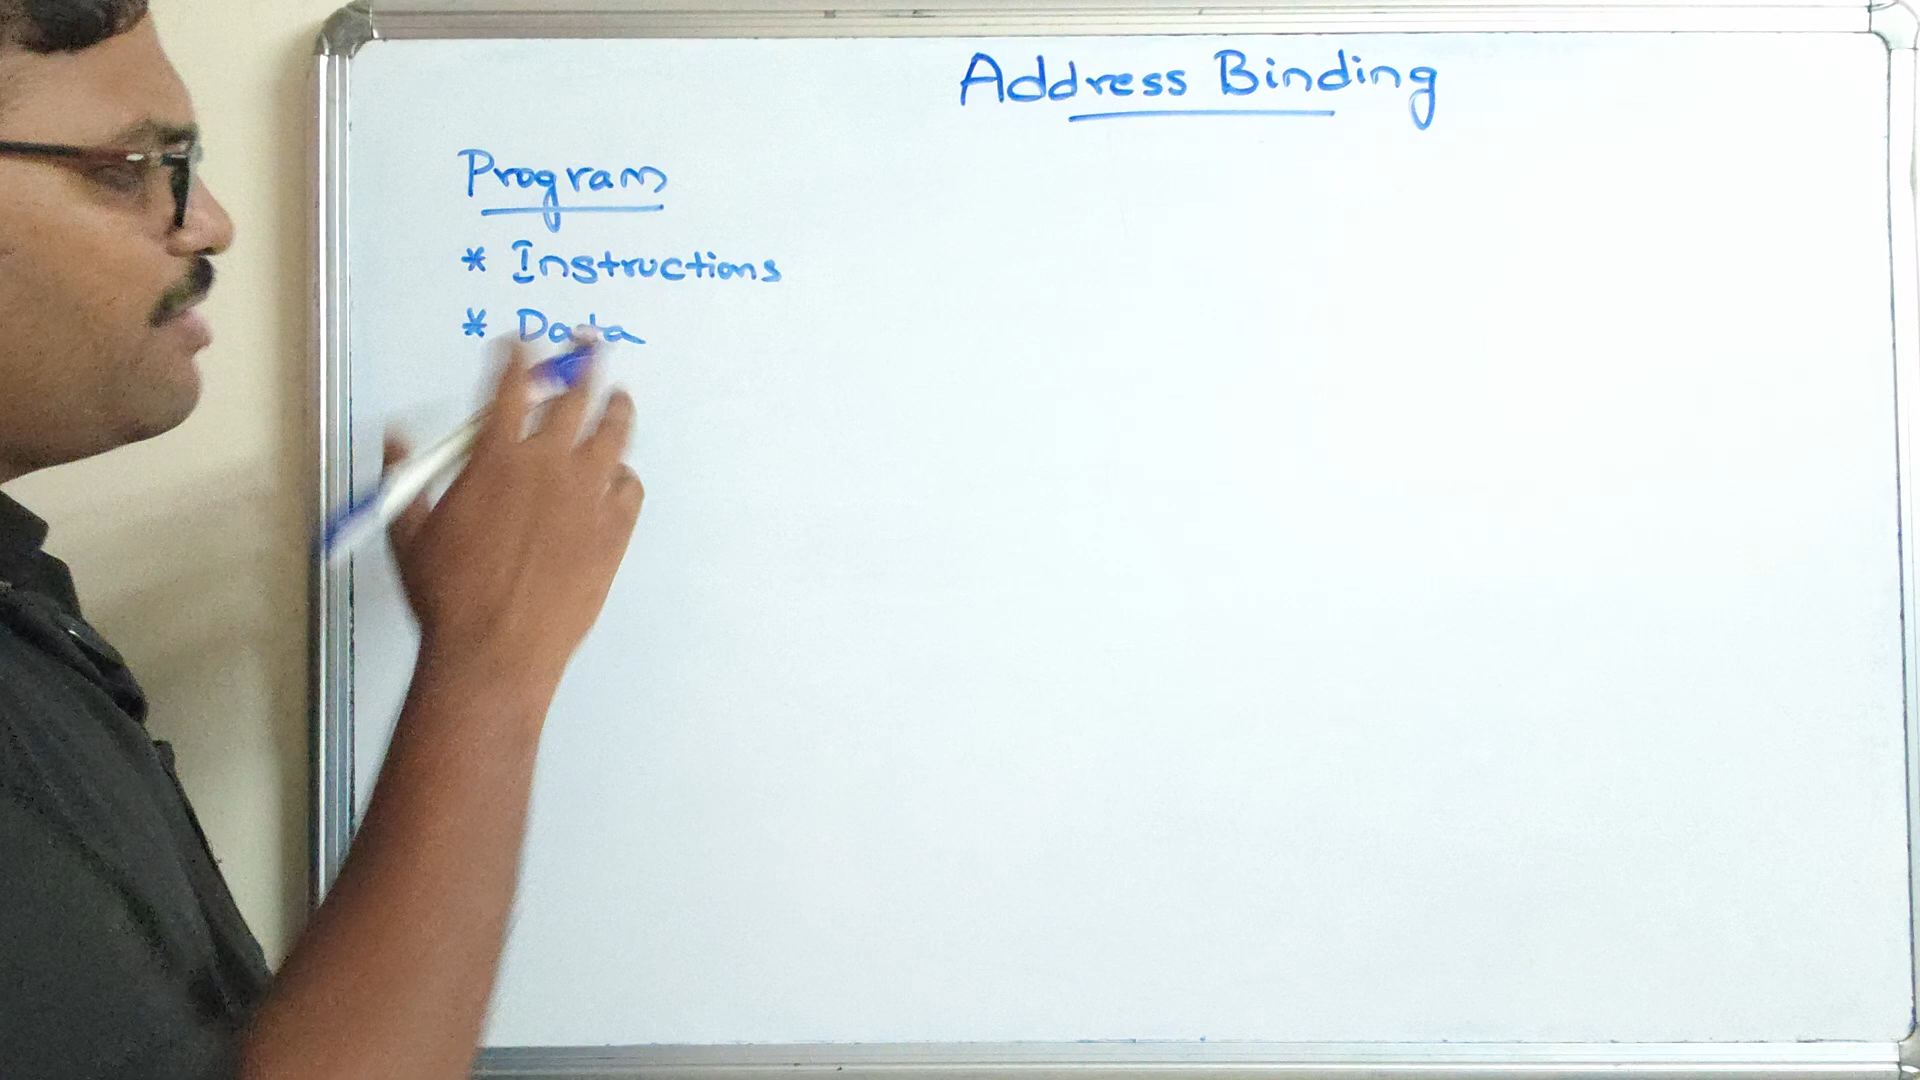 Address Binding
Program
* Instructions
* Data